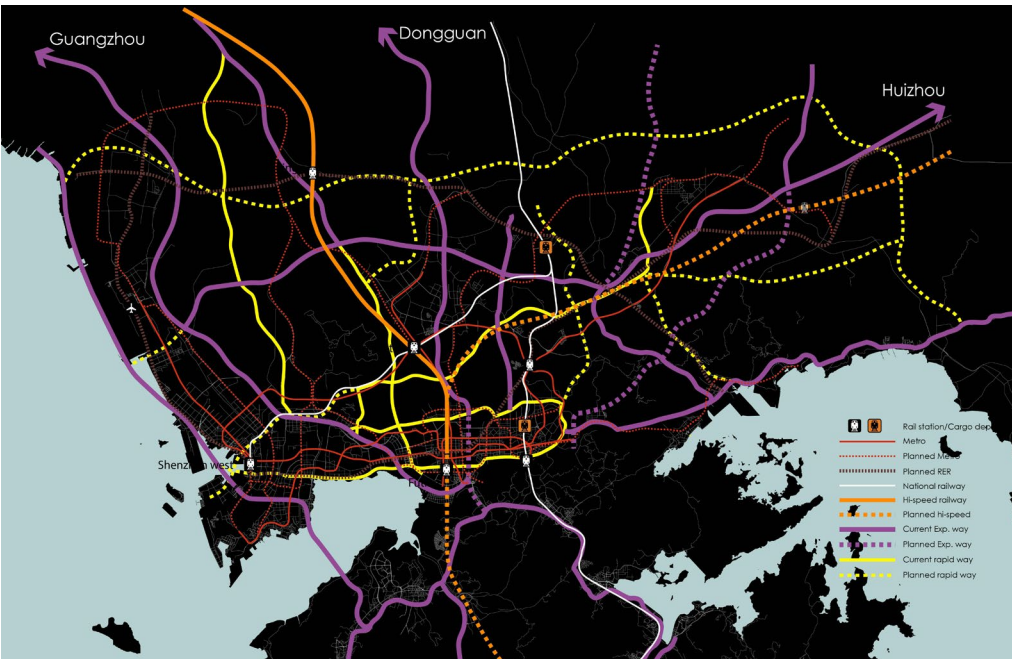 Guangzhou
Dongguan
Huizhou
Shenzhen west
Rail station/Cargo dep
Metro
Planned Metro
Planned RER
National railway
Hi-speed railway
Planned hi-speed
Current Exp. way
Planned Exp. way
Current rapid way
Planned rapid way